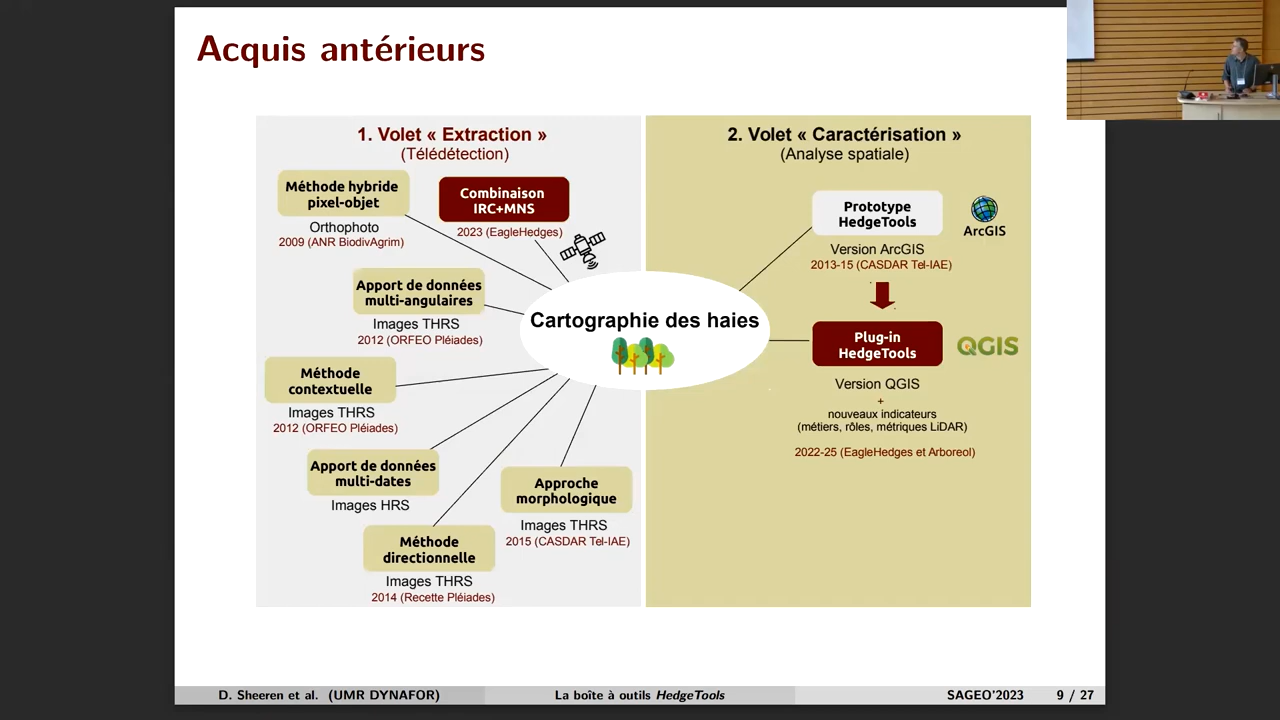 Acquis antérieurs
1. Volet « Extraction »
(Télédétection)
Méthode hybride
pixel-objet
Orthophoto
2009 (ANR BiodivAgrim)
Combinaison
IRC+MNS
2023 (EagleHedges)
Apport de données
multi-angulaires
Images THRS
2012 (ORFEO Pléiades)
Méthode
contextuelle
Images THRS
2012 (ORFEO Pléiades)
Apport de données
multi-dates
Images HRS
Méthode
directionnelle
Images THRS
2014 (Recette Pléiades)
Approche
morphologique
Images THRS
2015 (CASDAR Tel-IAE)
Cartographie des haies
2. Volet « Caractérisation »
(Analyse spatiale)
Prototype
HedgeTools
ArcGIS
Version ArcGIS
2013-15 (CASDAR Tel-IAE)
Plug-in
HedgeTools
QGIS
Version QGIS
+
nouveaux indicateurs
(métiers, rôles, métriques LiDAR)
2022-25 (EagleHedges et Arboreol)
D. Sheeren et al. (UMR DYNAFOR)
La boîte à outils HedgeTools
SAGEO'2023
9 / 27